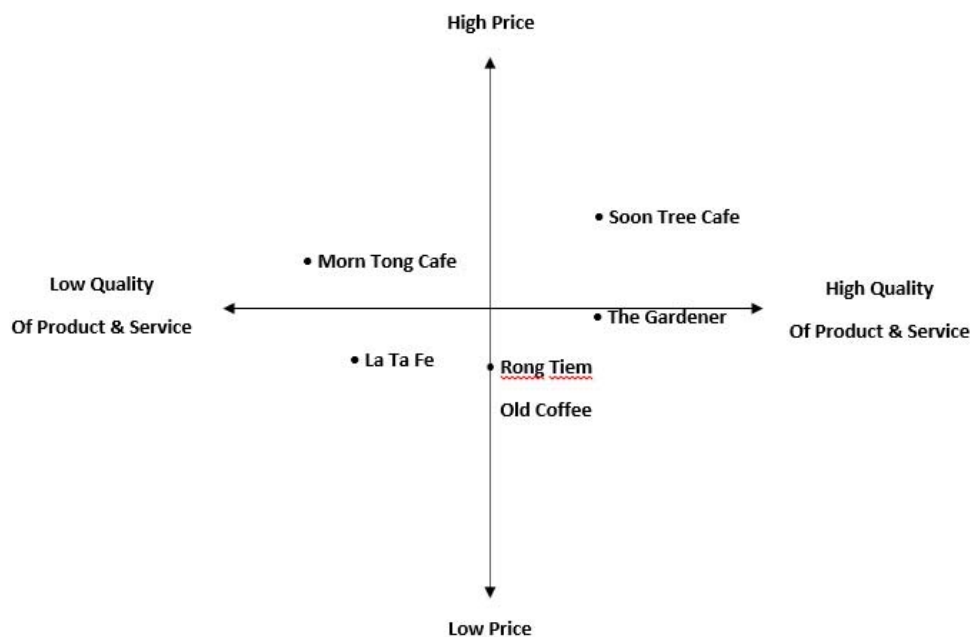 High Price
• Soon Tree Cafe
• Morn Tong Cafe
Low Quality
Of Product & Service
High Quality
Of Product & Service
• The Gardener
• La Ta Fe
• Rong Tiem
Old Coffee
Low Price